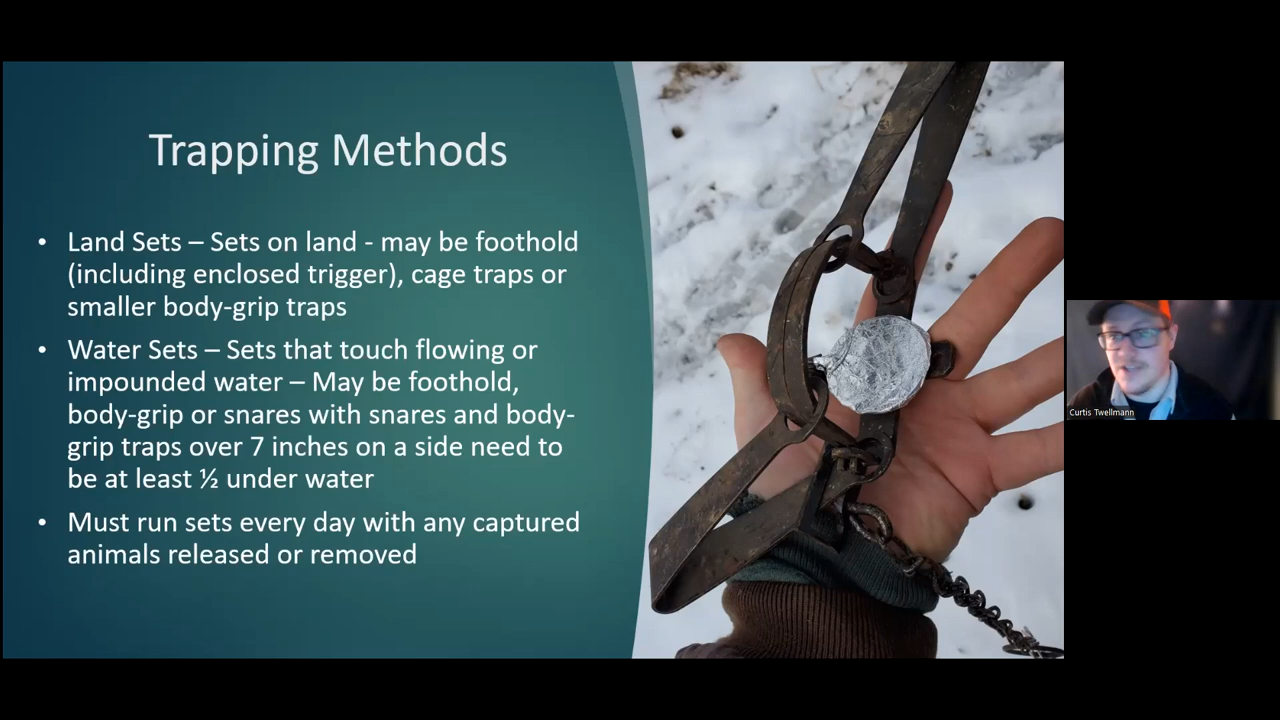 Trapping Methods
• Land Sets – Sets on land - may be foothold
(including enclosed trigger), cage traps or
smaller body-grip traps
• Water Sets – Sets that touch flowing or
impounded water – May be foothold,
body-grip or snares with snares and body-
grip traps over 7 inches on a side need to
be at least ½ under water
• Must run sets every day with any captured
animals released or removed
Curtis Twellmann